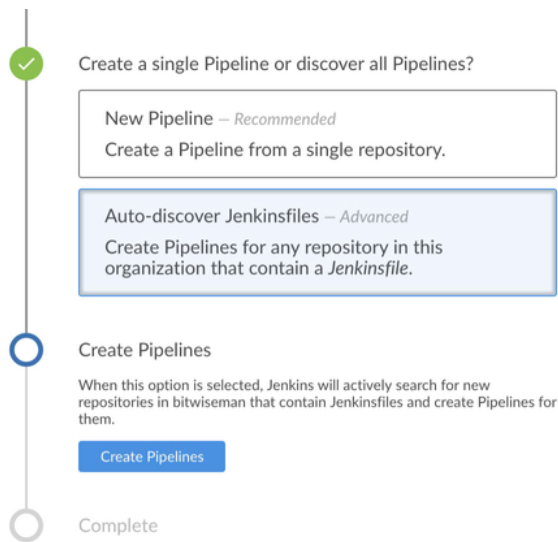 Create a single Pipeline or discover all Pipelines?
New Pipeline – Recommended
Create a Pipeline from a single repository.
Auto-discover Jenkinsfiles – Advanced
Create Pipelines for any repository in this
organization that contain a Jenkinsfile.
Create Pipelines
When this option is selected, Jenkins will actively search for new
repositories in bitwiseman that contain Jenkinsfiles and create Pipelines for
them.
Create Pipelines
Complete